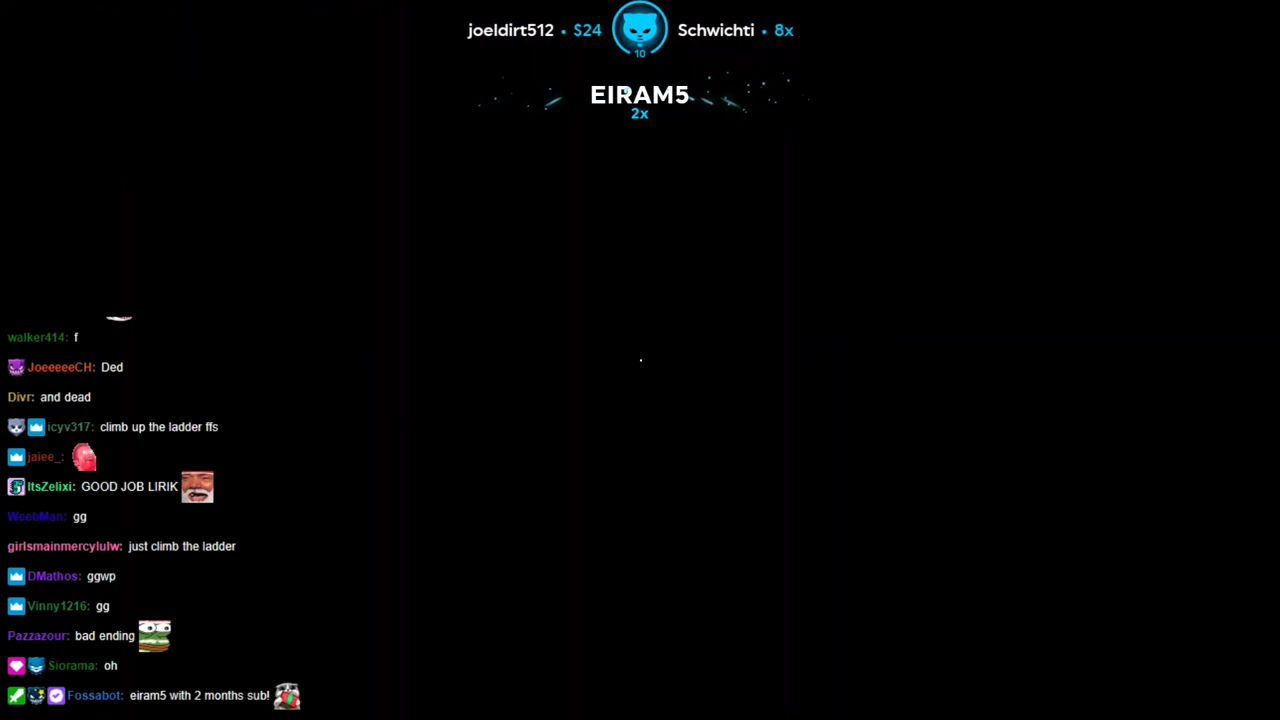 joeldirt512 • $24
10
Schwichti • 8x
EIRAM5
2x
walker414: f
JoeeeeeCH: Ded
Divr: and dead
icyv317: climb up the ladder ffs
jaiee_:
ItsZelixi: GOOD JOB LIRIK
WeebMan: gg
girlsmainmercylulw: just climb the ladder
DMathos: ggwp
Vinny1216: gg
Pazzazour: bad ending
Siorama: oh
Fossabot: eiram5 with 2 months sub!